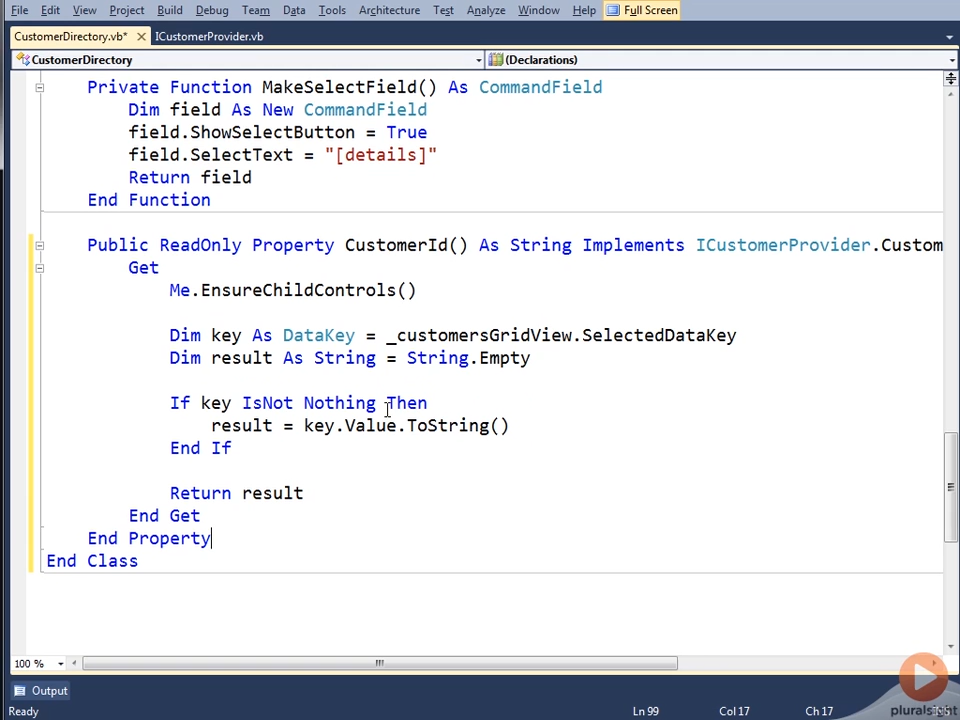 File Edit View Project Build Debug Team Data Tools Architecture Test Analyze Window Help Full Screen
CustomerDirectory.vb* ICustomerProvider.vb
CustomerDirectory (Declarations)
Private Function MakeSelectField() As CommandField
Dim field As New CommandField
field.ShowSelectButton = True
field.SelectText = "[details]"
Return field
End Function
Public ReadOnly Property CustomerId() As String Implements ICustomerProvider.Custom
Get
Me.EnsureChildControls()
Dim key As DataKey = _customersGridView.SelectedDataKey
Dim result As String = String.Empty
If key IsNot Nothing Then
result = key.Value.ToString()
End If
Return result
End Get
End Property
End Class
100 %
Output
Ready Ln 99 Col 17 Ch 17
pluralsight